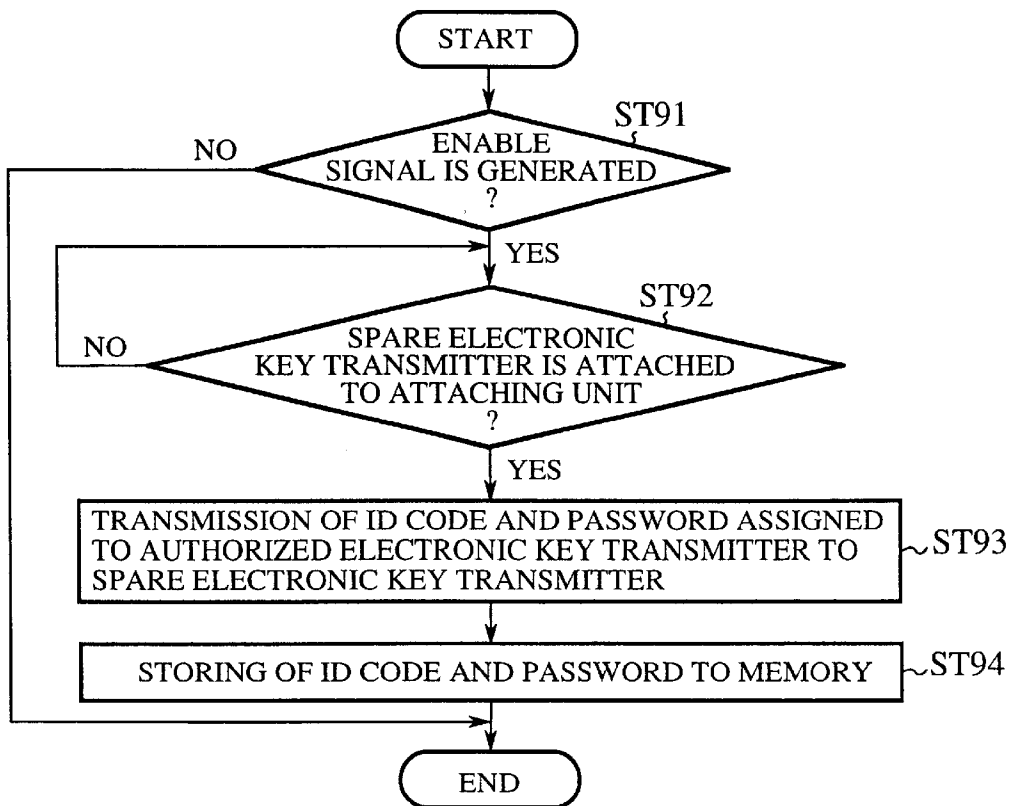 START
ST91
ENABLE
SIGNAL IS GENERATED
?
NO
YES
ST92
SPARE ELECTRONIC
KEY TRANSMITTER IS ATTACHED
TO ATTACHING UNIT
?
NO
YES
TRANSMISSION OF ID CODE AND PASSWORD ASSIGNED
TO AUTHORIZED ELECTRONIC KEY TRANSMITTER TO
SPARE ELECTRONIC KEY TRANSMITTER
ST93
STORING OF ID CODE AND PASSWORD TO MEMORY
ST94
END